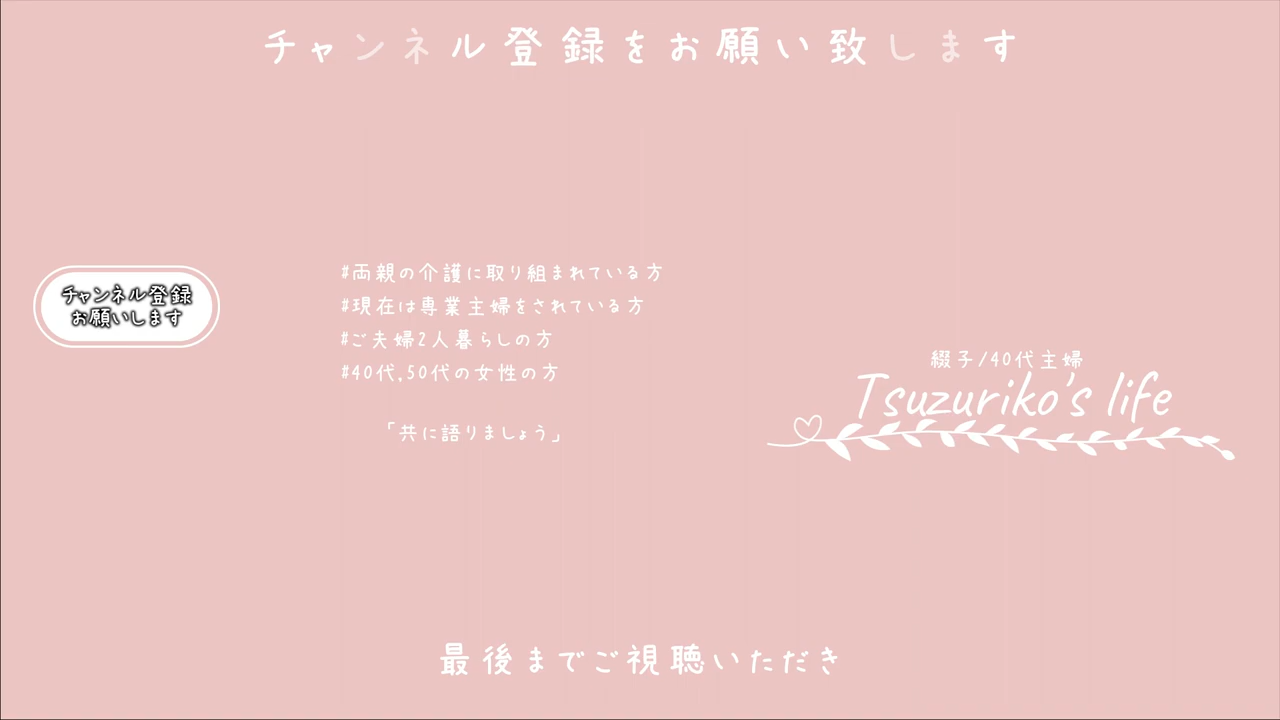 チャンネル登録をお願い致します
チャンネル登録
お願いします
#両親の介護に取り組まれている方
#現在は専業主婦をされている方
#ご夫婦2人暮らしの方
#40代,50代の女性の方
「共に語りましょう」
綴子/40代主婦
Tsuzuriko's life
最後までご視聴いただき